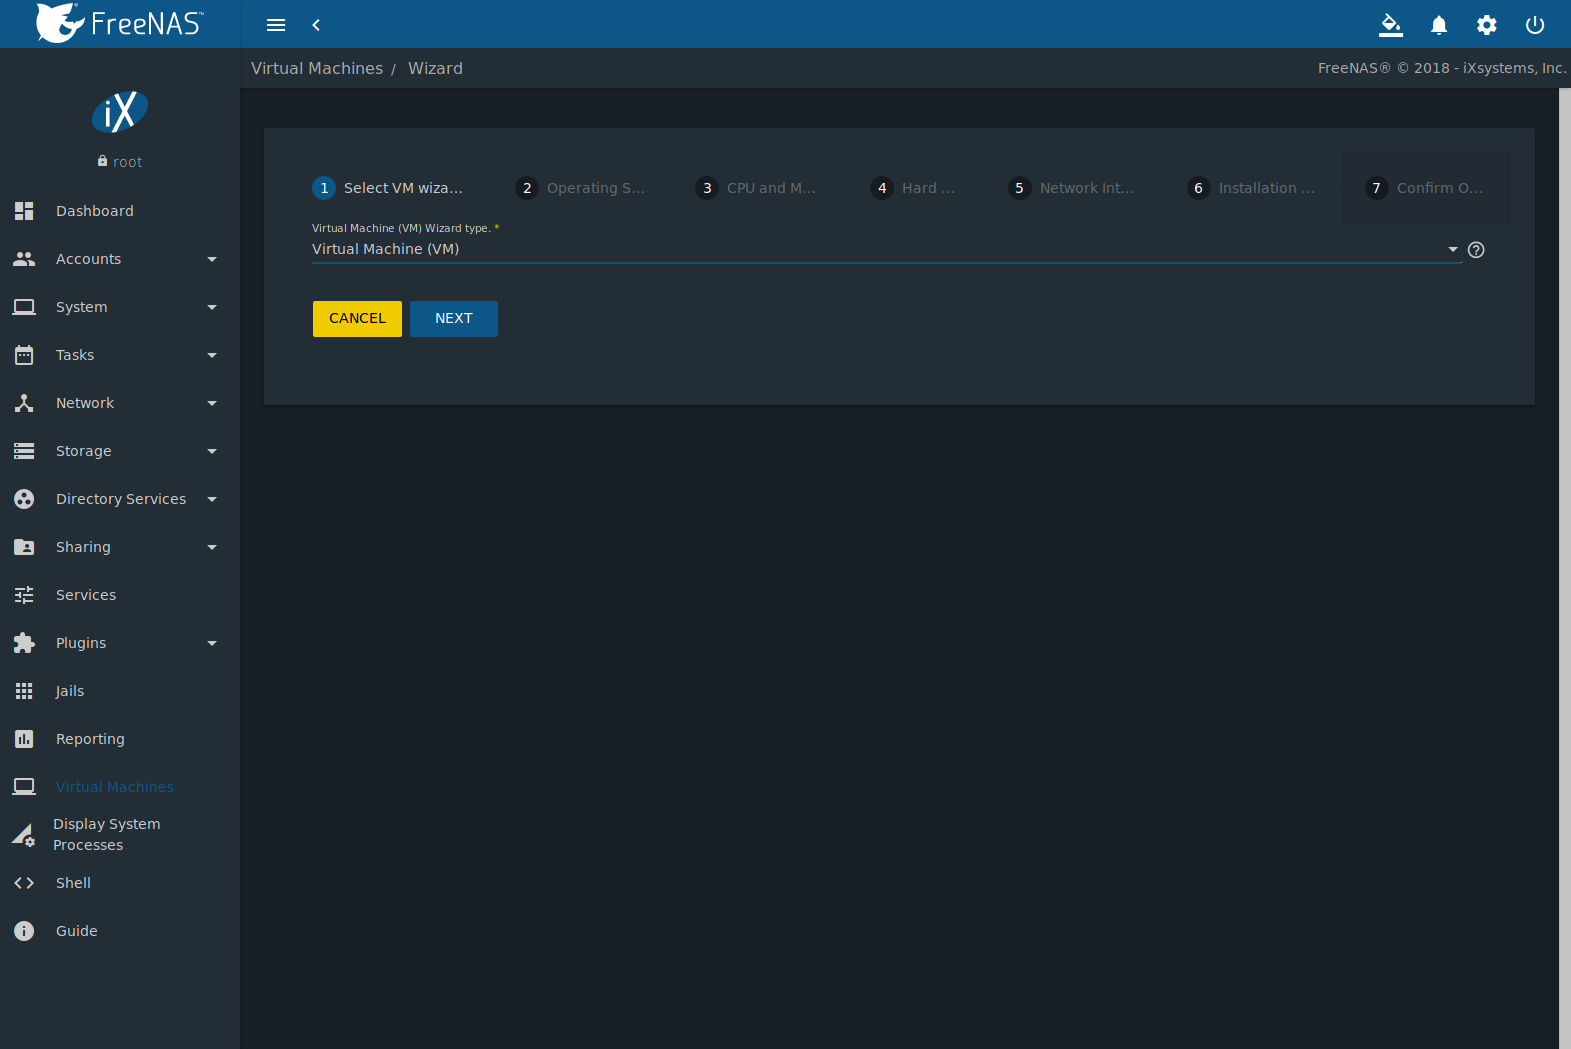 FreeNAS™
Virtual Machines / Wizard
FreeNAS® © 2018 - iXsystems, Inc.
iX
root
Dashboard
Accounts
System
Tasks
Network
Storage
Directory Services
Sharing
Services
Plugins
Jails
Reporting
Virtual Machines
Display System
Processes
Shell
Guide
1 Select VM wiza... 2 Operating S... 3 CPU and M... 4 Hard ... 5 Network Int... 6 Installation ... 7 Confirm O...
Virtual Machine (VM) Wizard type. *
Virtual Machine (VM)
CANCEL NEXT